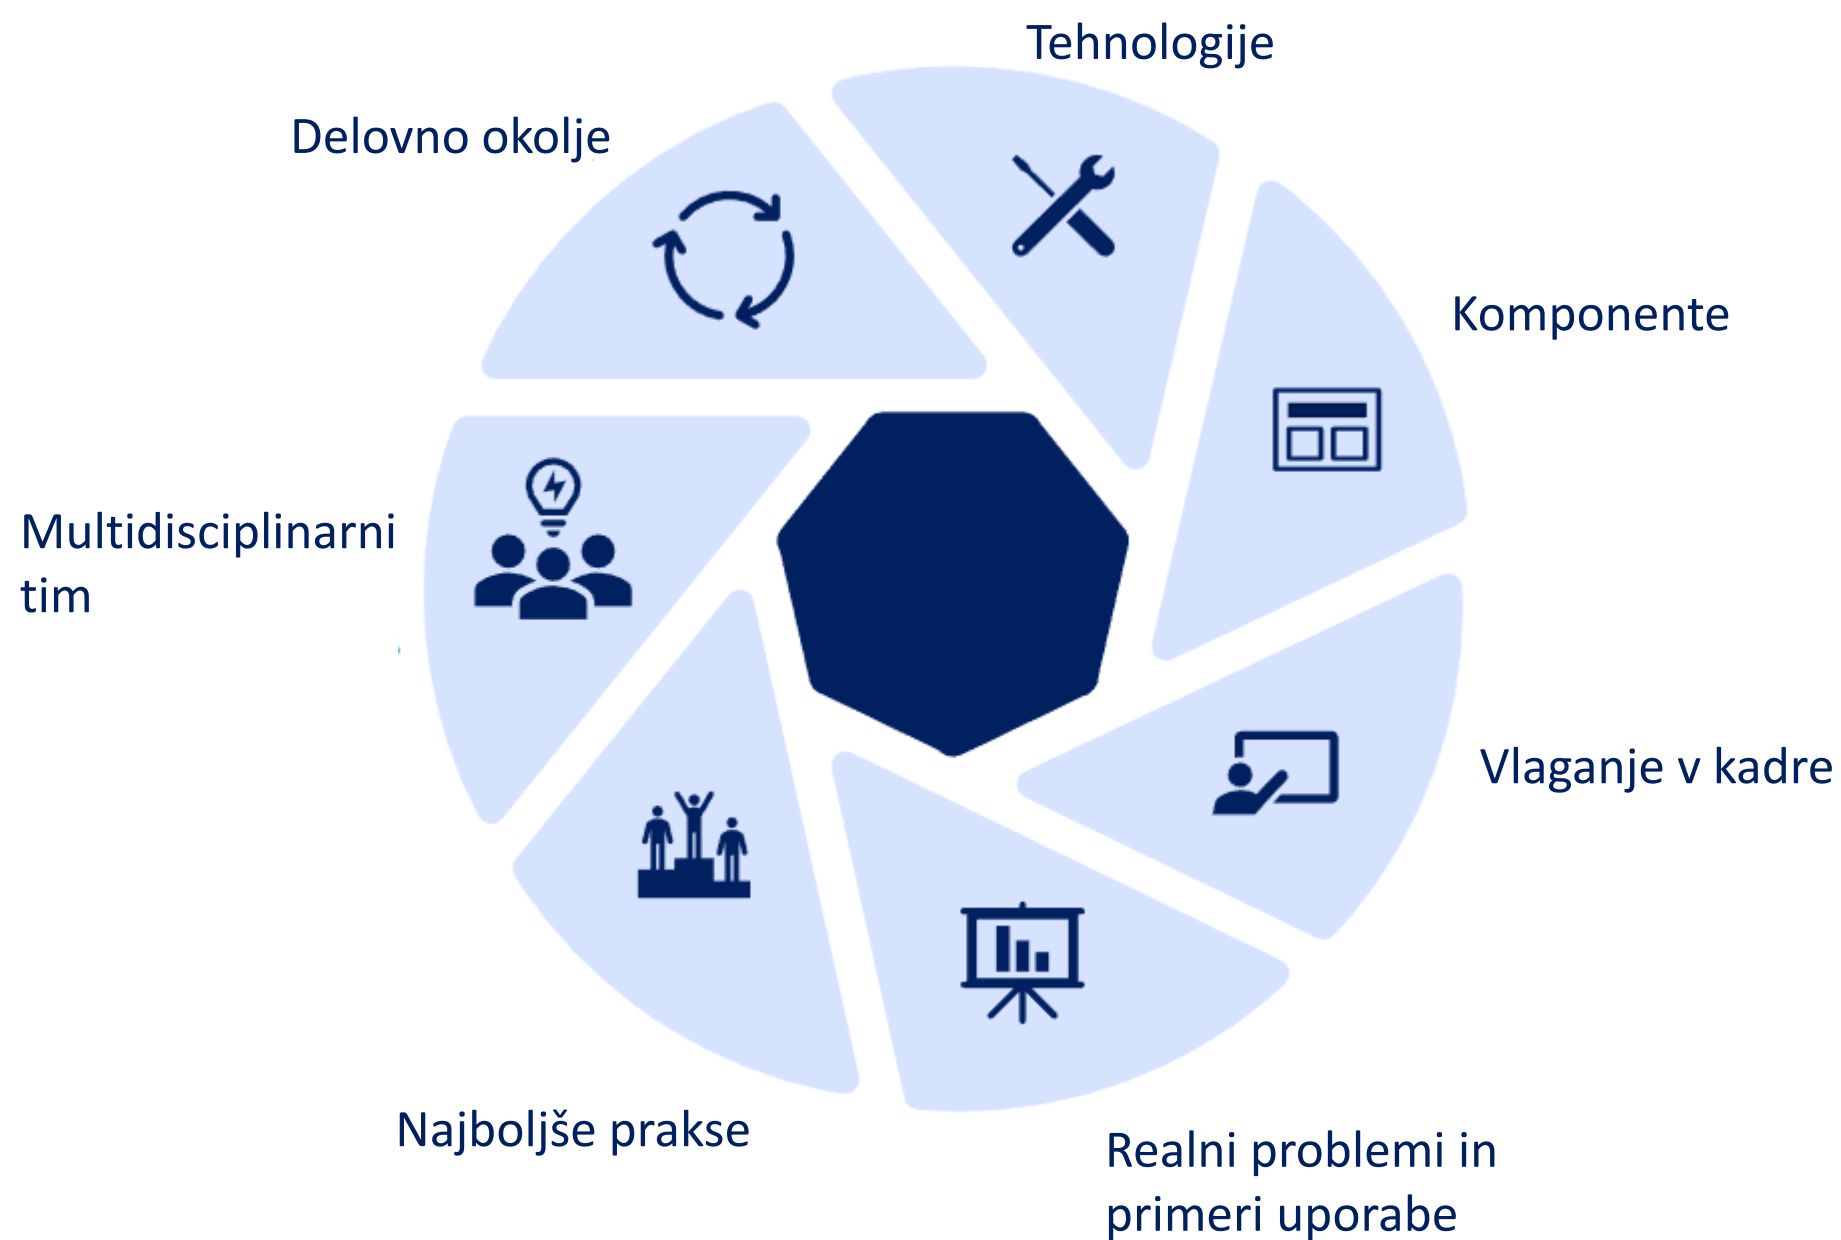 Tehnologije
Delovno okolje
Komponente
Multidisciplinarni
tim
Vlaganje v kadre
Najboljše prakse
Realni problemi in
primeri uporabe